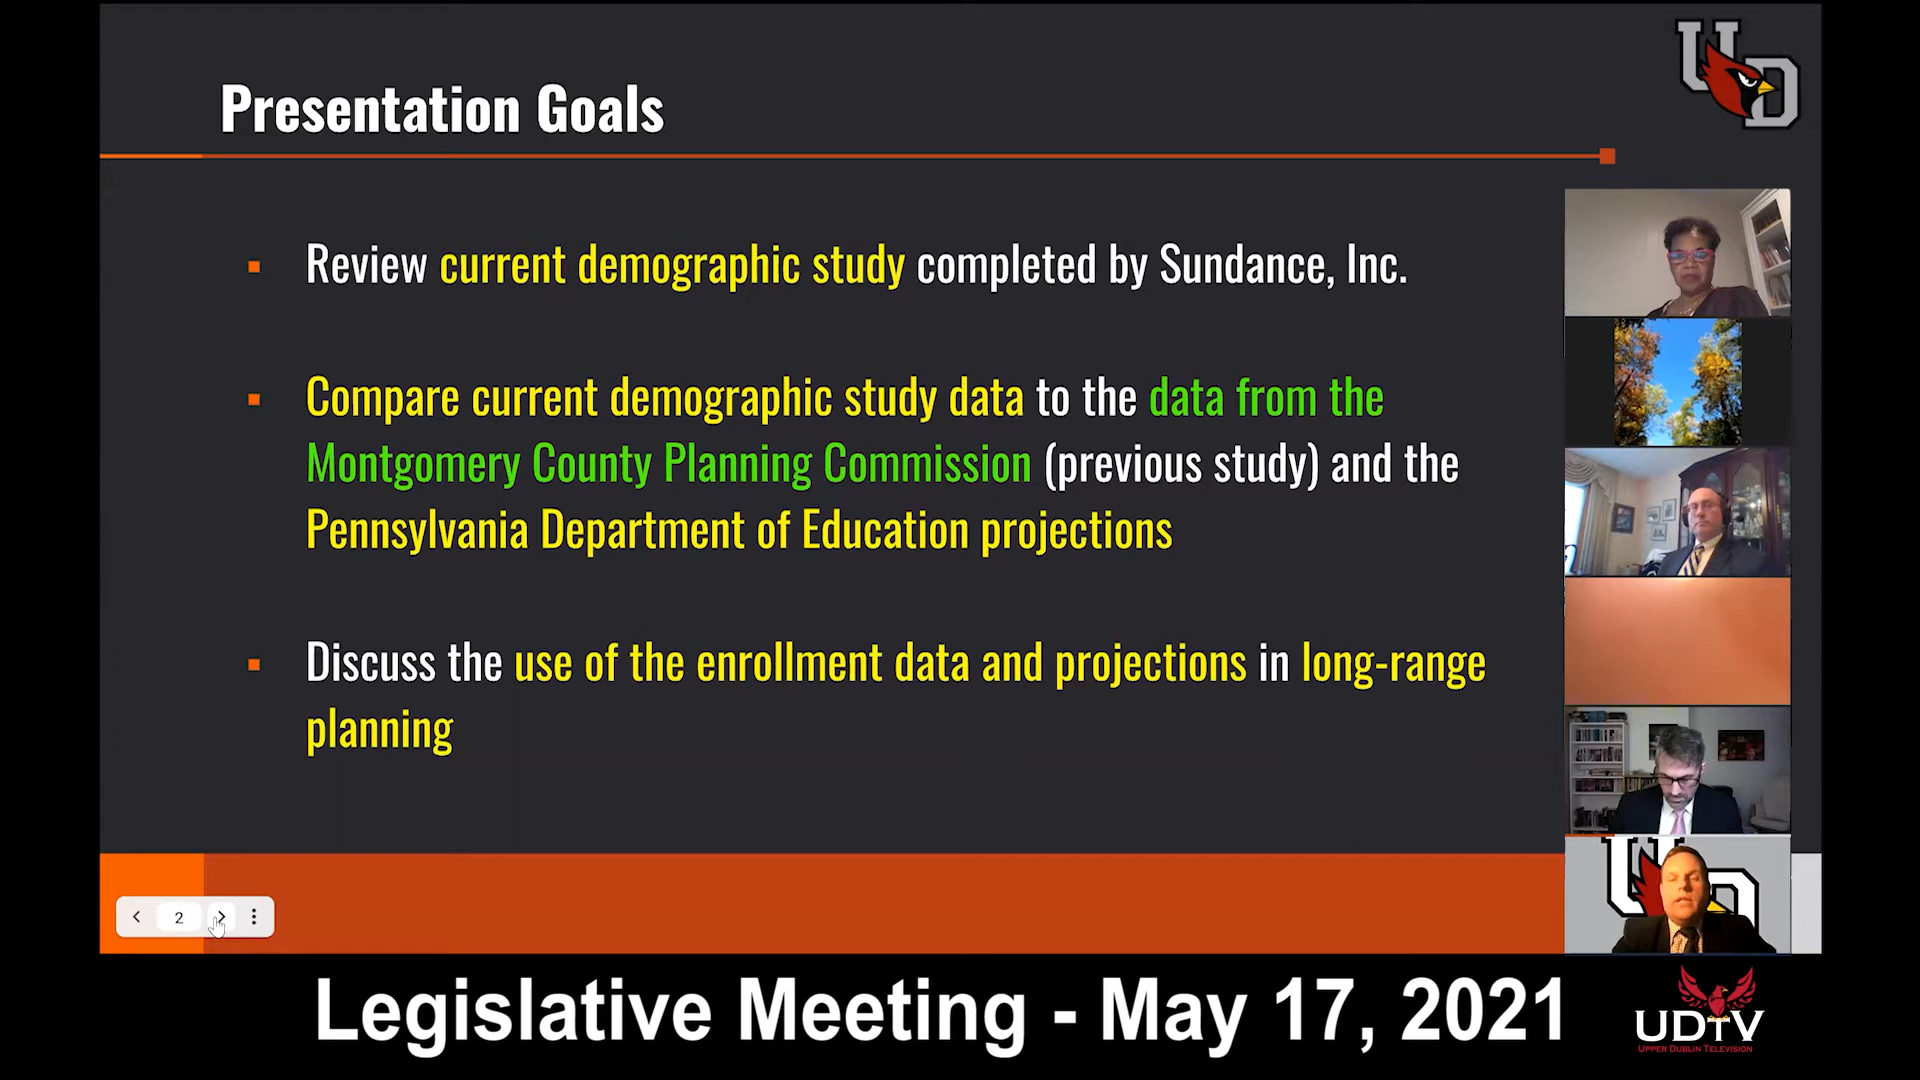 UD
Presentation Goals
Review current demographic study completed by Sundance, Inc.
Compare current demographic study data to the data from the
Montgomery County Planning Commission (previous study) and the
Pennsylvania Department of Education projections
Discuss the use of the enrollment data and projections in long-range
planning
2
Legislative Meeting - May 17, 2021
UDTV
UPPER DUBLIN TELEVISION